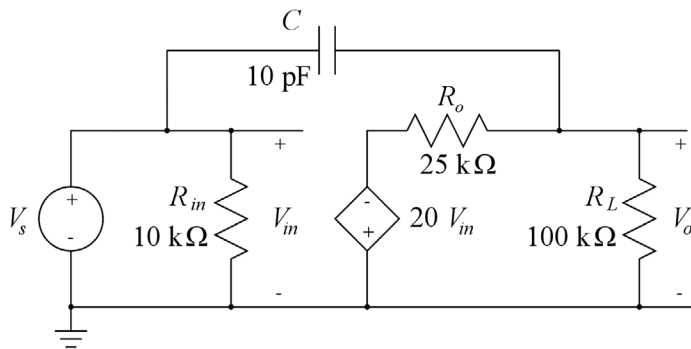 C
10 pF
R_o
25 kΩ
+
-
V_s
R_in
10 kΩ
+
V_in
-
-
+
20 V_in
R_L
100 kΩ
+
V_o
-